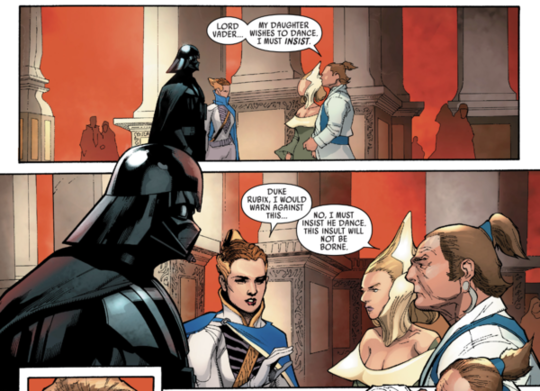 LORD
VADER...
MY DAUGHTER
WISHES TO DANCE.
I MUST INSIST.
DUKE
RUBIX, I WOULD
WARN AGAINST
THIS...
NO, I MUST
INSIST HE DANCE.
THIS INSULT WILL
NOT BE
BORNE.